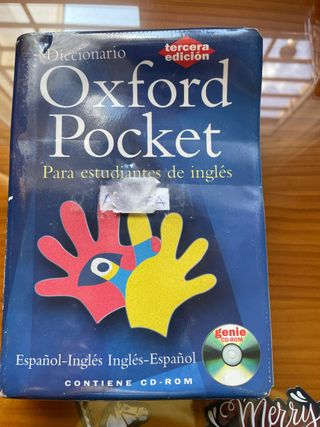 Diccionario
tercera
edición
Oxford
Pocket
Para estudiantes de inglés
genie
CD-ROM
Español-Inglés Inglés-Español
CONTIENE CD-ROM
Merry